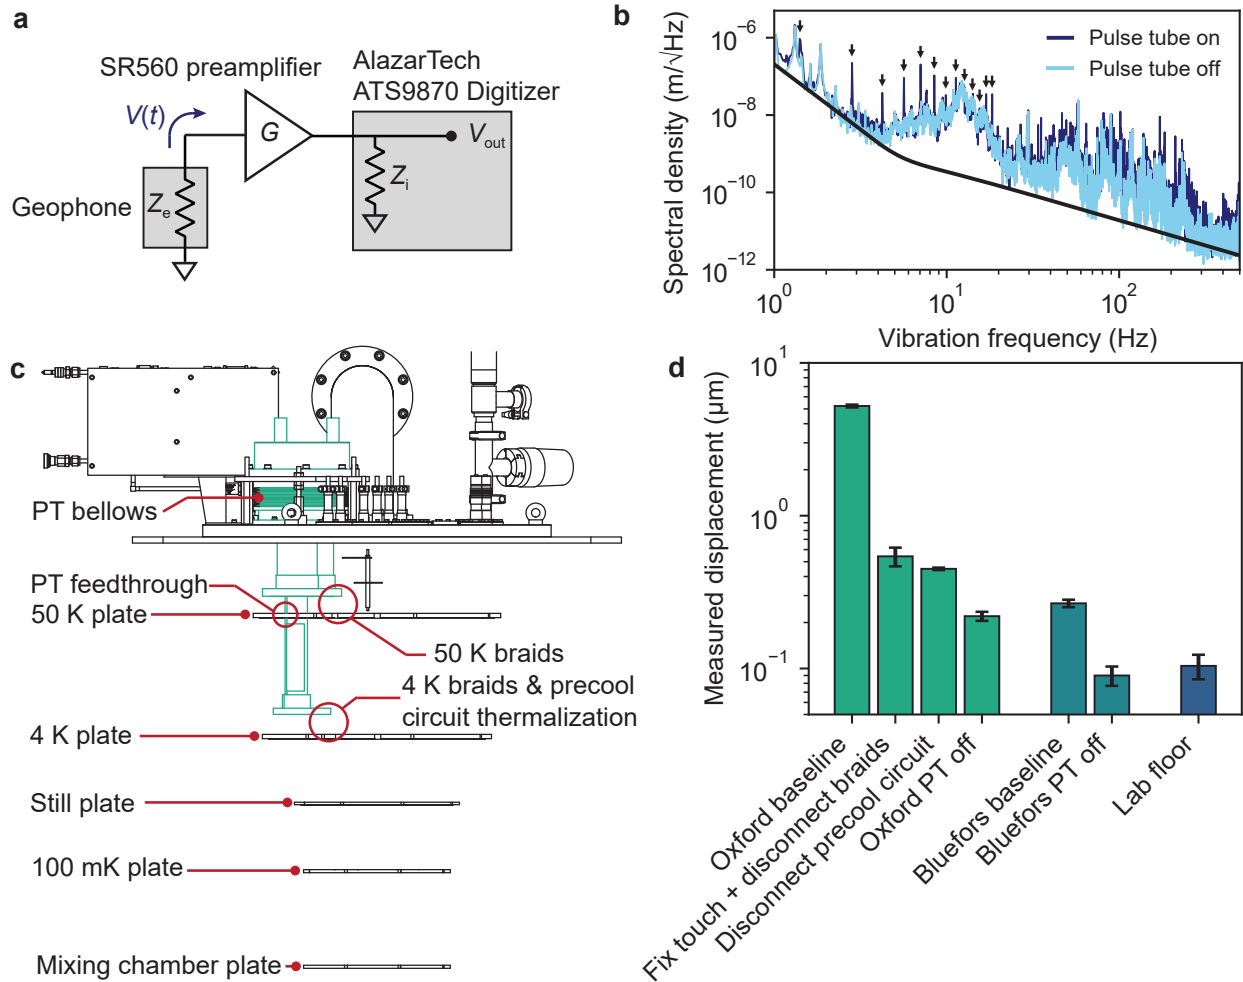 a
SR560 preamplifier
AlazarTech
ATS9870 Digitizer
V(t)
G
V_out
Z_i
Geophone
Z_e
b
Spectral density (m/√Hz)
10^−6
10^−8
10^−10
10^−12
Pulse tube on
Pulse tube off
10^0
10^1
10^2
Vibration frequency (Hz)
c
PT bellows
PT feedthrough
50 K plate
50 K braids
4 K braids & precool
circuit thermalization
4 K plate
Still plate
100 mK plate
Mixing chamber plate
d
Measured displacement (μm)
10^1
10^0
10^−1
Oxford baseline
Fix touch + disconnect braids
Disconnect precool circuit
Oxford PT off
Bluefors baseline
Bluefors PT off
Lab floor